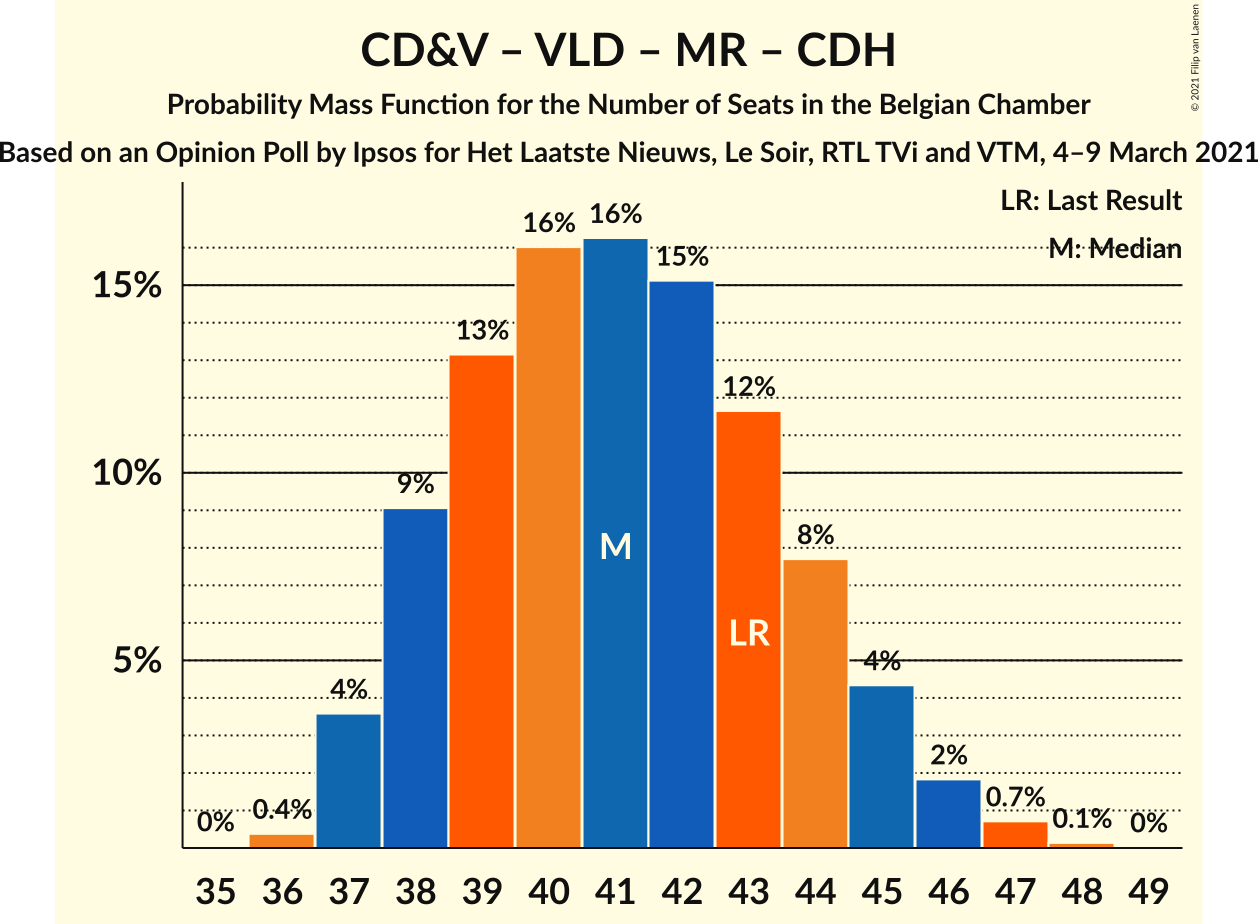 CD&V – VLD – MR – CDH
© 2021 Filip van Laenen
Probability Mass Function for the Number of Seats in the Belgian Chamber
Based on an Opinion Poll by Ipsos for Het Laatste Nieuws, Le Soir, RTL TVi and VTM, 4–9 March 2021
LR: Last Result
M: Median
15%
10%
5%
0%
0.4%
4%
9%
13%
16%
16%
15%
12%
8%
4%
2%
0.7%
0.1%
0%
M
LR
35 36 37 38 39 40 41 42 43 44 45 46 47 48 49